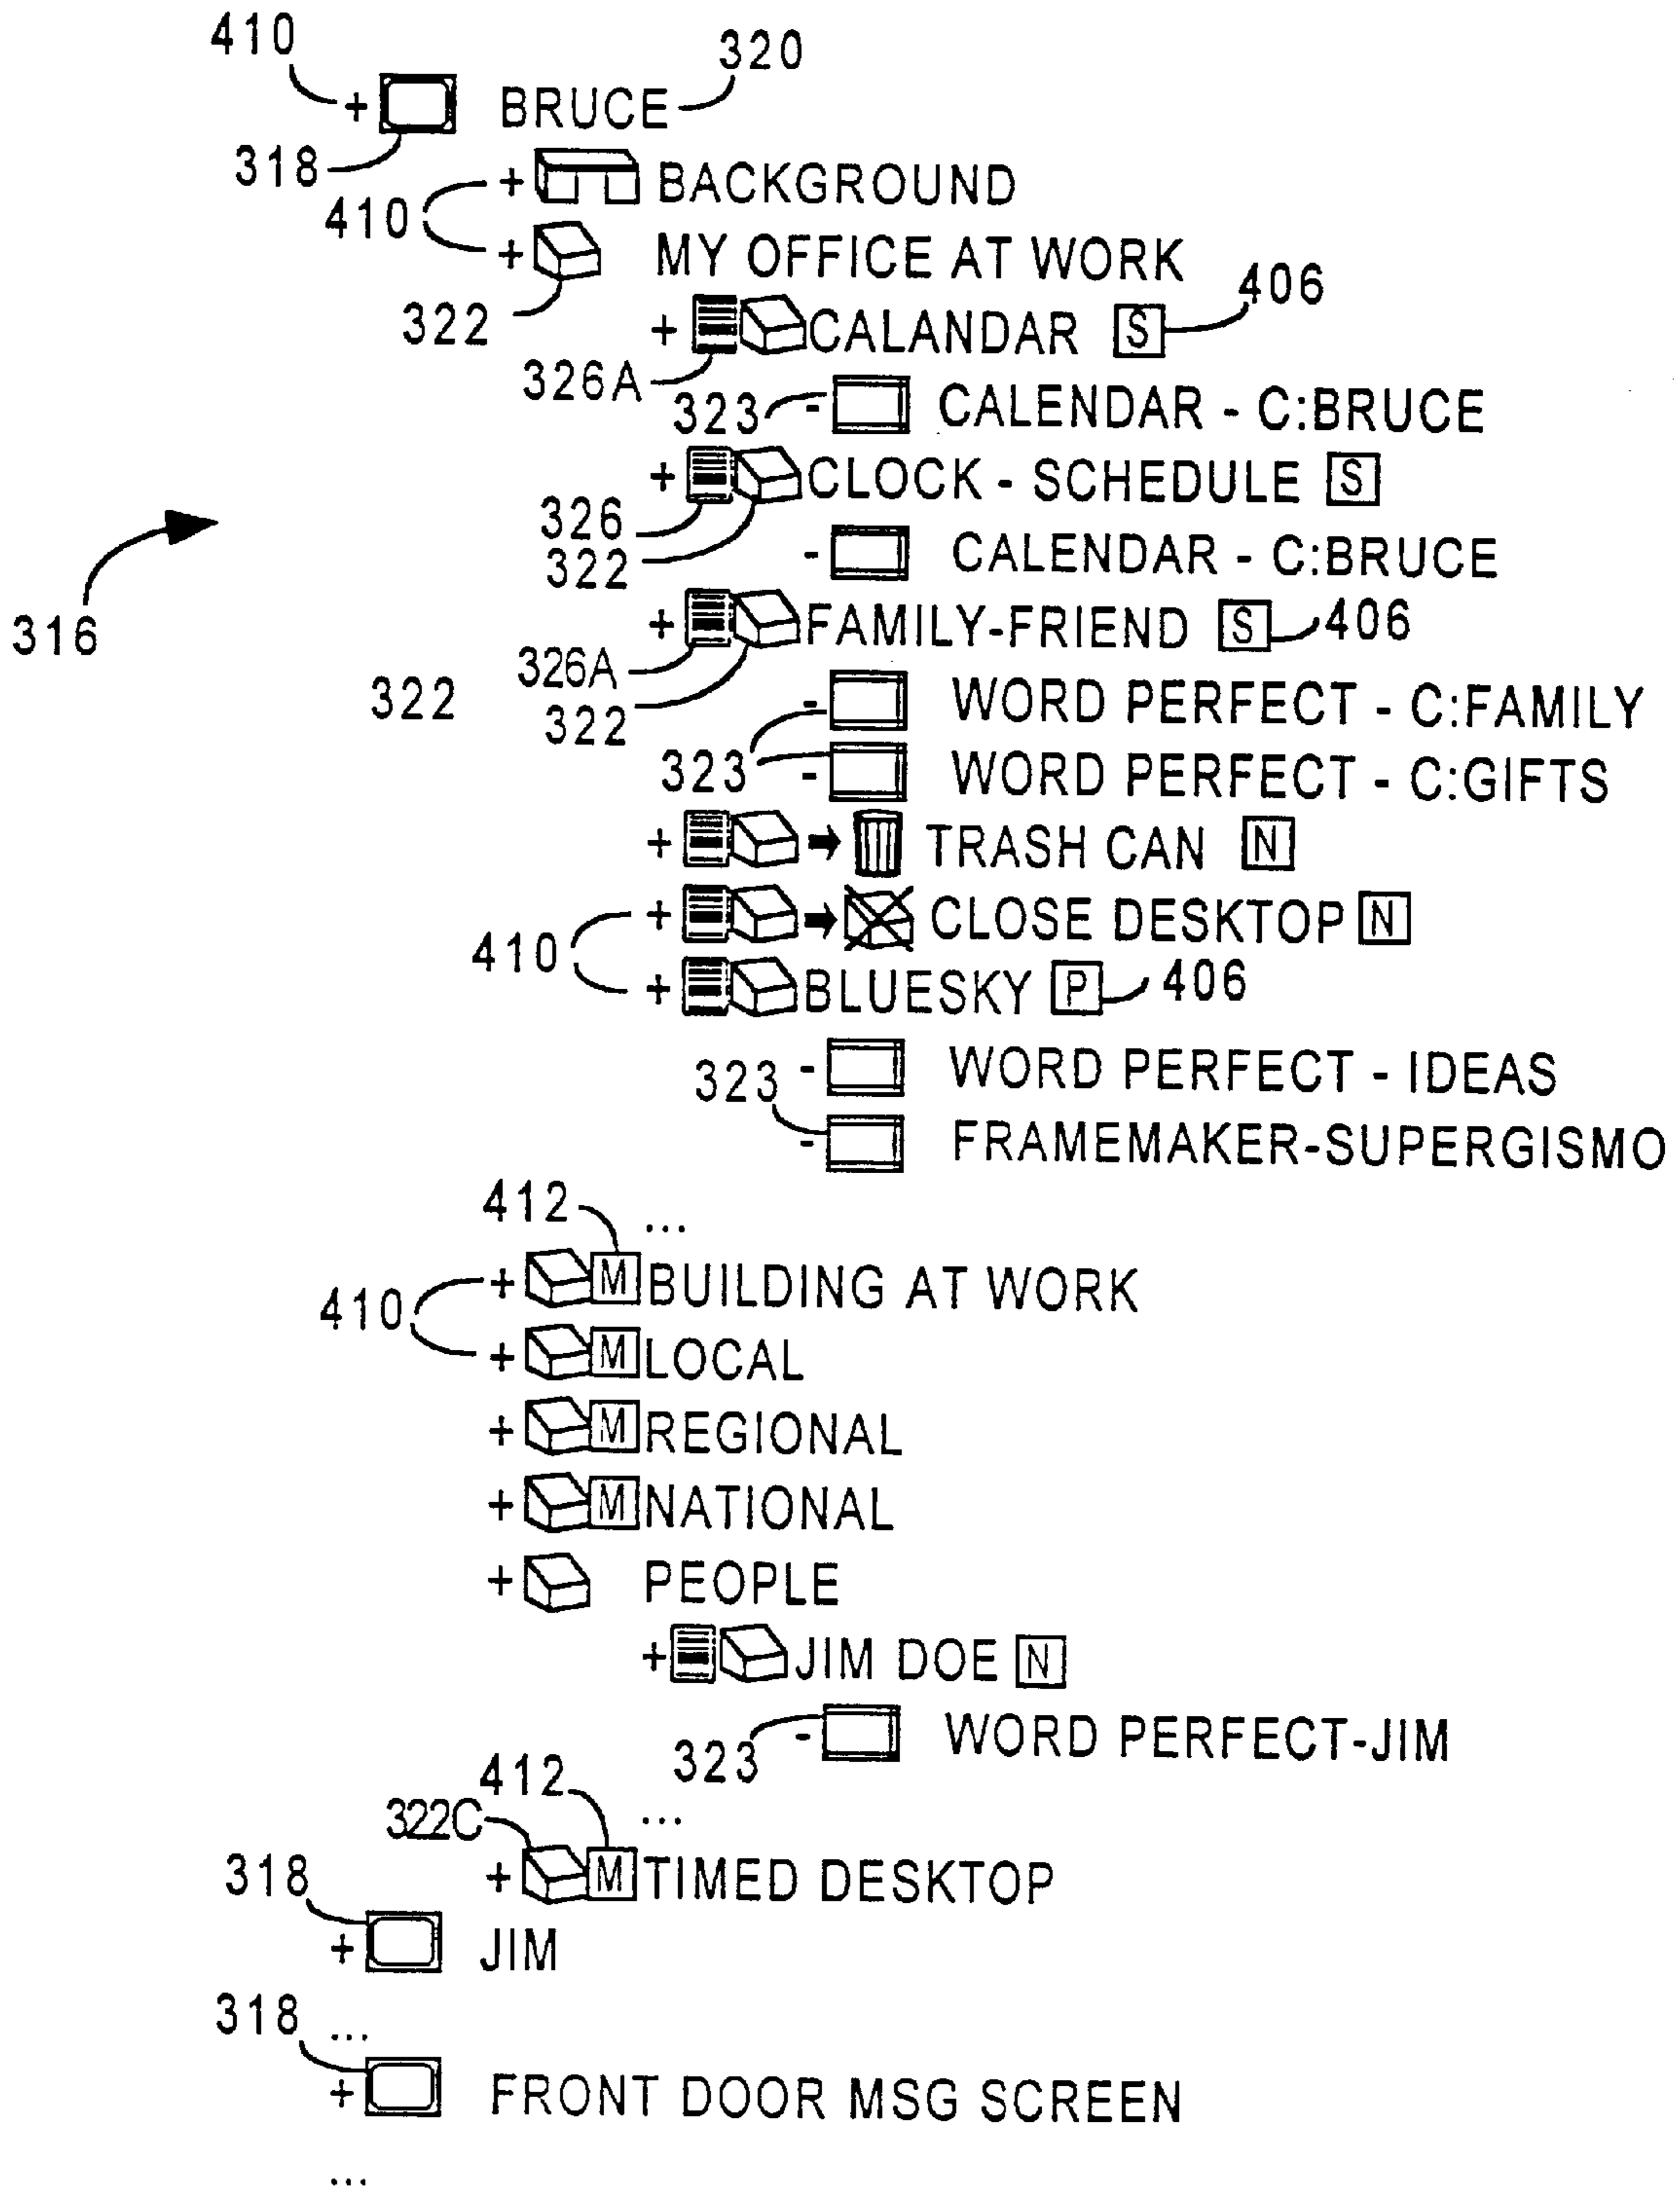 410 320
+ BRUCE
318
+ BACKGROUND
410
+ MY OFFICE AT WORK
322 406
+ CALANDAR S
326A
323 - CALENDAR - C:BRUCE
+ CLOCK - SCHEDULE S
326
322 - CALENDAR - C:BRUCE
316
+ FAMILY-FRIEND S 406
326A
322 322 - WORD PERFECT - C:FAMILY
323 - WORD PERFECT - C:GIFTS
+ TRASH CAN N
+ CLOSE DESKTOP N
410
+ BLUESKY P 406
323 - WORD PERFECT - IDEAS
- FRAMEMAKER-SUPERGISMO
412 ...
+ M BUILDING AT WORK
410
+ M LOCAL
+ M REGIONAL
+ M NATIONAL
+ PEOPLE
+ JIM DOE N
323 - WORD PERFECT-JIM
412
322C ...
+ M TIMED DESKTOP
318
+ JIM
318 ...
+ FRONT DOOR MSG SCREEN
...